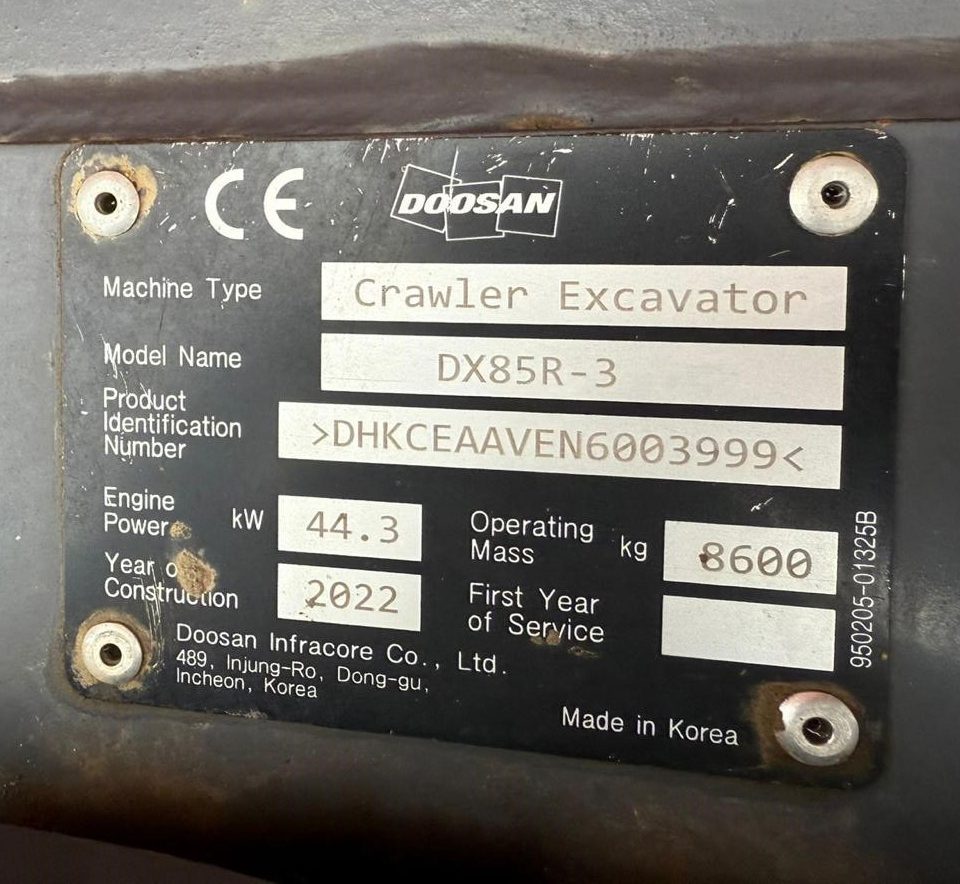 CE DOOSAN
Machine Type Crawler Excavator
Model Name DX85R-3
Product
Identification
Number >DHKCEAAVEN6003999<
Engine
Power kW 44.3
Operating
Mass kg 8600
Year o
Construction 2022
First Year
of Service
Doosan Infracore Co., Ltd.
489, Injung-Ro, Dong-gu,
Incheon, Korea
Made in Korea
950205-01325B